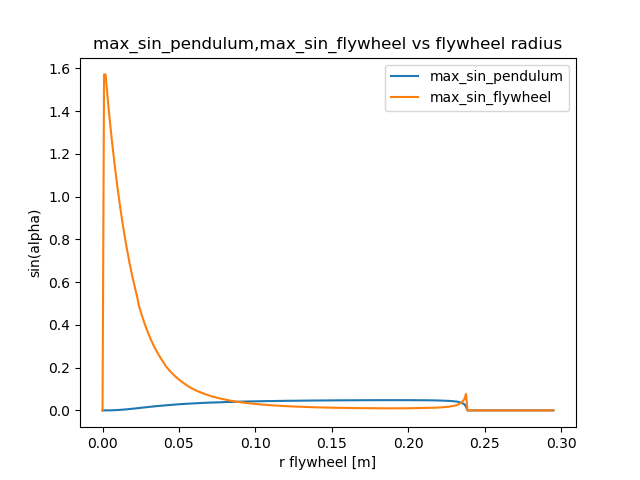 max_sin_pendulum,max_sin_flywheel vs flywheel radius
max_sin_pendulum
max_sin_flywheel
sin(alpha)
1.6
1.4
1.2
1.0
0.8
0.6
0.4
0.2
0.0
0.00 0.05 0.10 0.15 0.20 0.25 0.30
r flywheel [m]